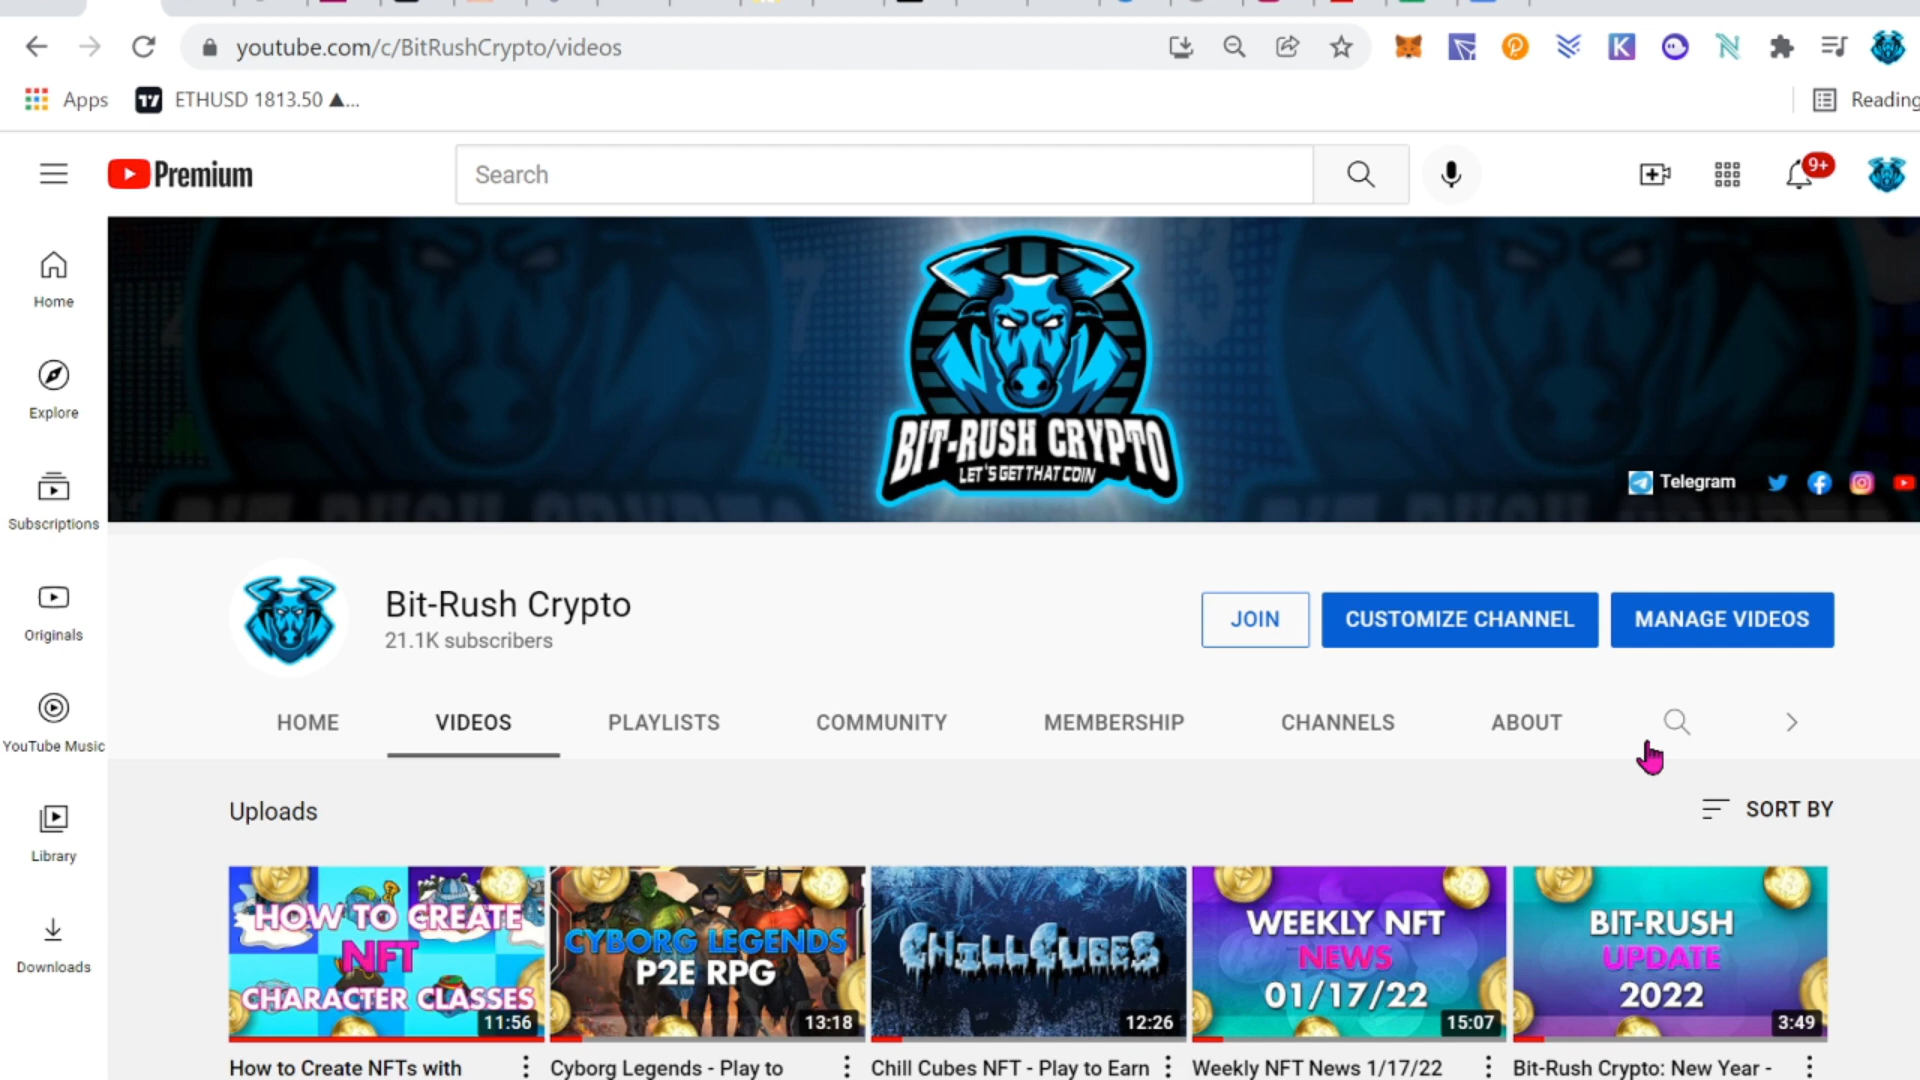 youtube.com/c/BitRushCrypto/videos
K
Apps
ETHUSD 1813.50 ▲...
Reading
Premium
Search
9+
BIT-RUSH CRYPTO
LET'S GET THAT COIN
Telegram
Home
Explore
Subscriptions
Originals
YouTube Music
Library
Downloads
Bit-Rush Crypto
21.1K subscribers
JOIN
CUSTOMIZE CHANNEL
MANAGE VIDEOS
HOME
VIDEOS
PLAYLISTS
COMMUNITY
MEMBERSHIP
CHANNELS
ABOUT
Uploads
SORT BY
HOW TO CREATE
NFT
CHARACTER CLASSES
11:56
CYBORG LEGENDS
P2E RPG
13:18
CHILLCUBES
12:26
WEEKLY NFT
NEWS
01/17/22
15:07
BIT-RUSH
UPDATE
2022
3:49
How to Create NFTs with
Cyborg Legends - Play to
Chill Cubes NFT - Play to Earn
Weekly NFT News 1/17/22
Bit-Rush Crypto: New Year -